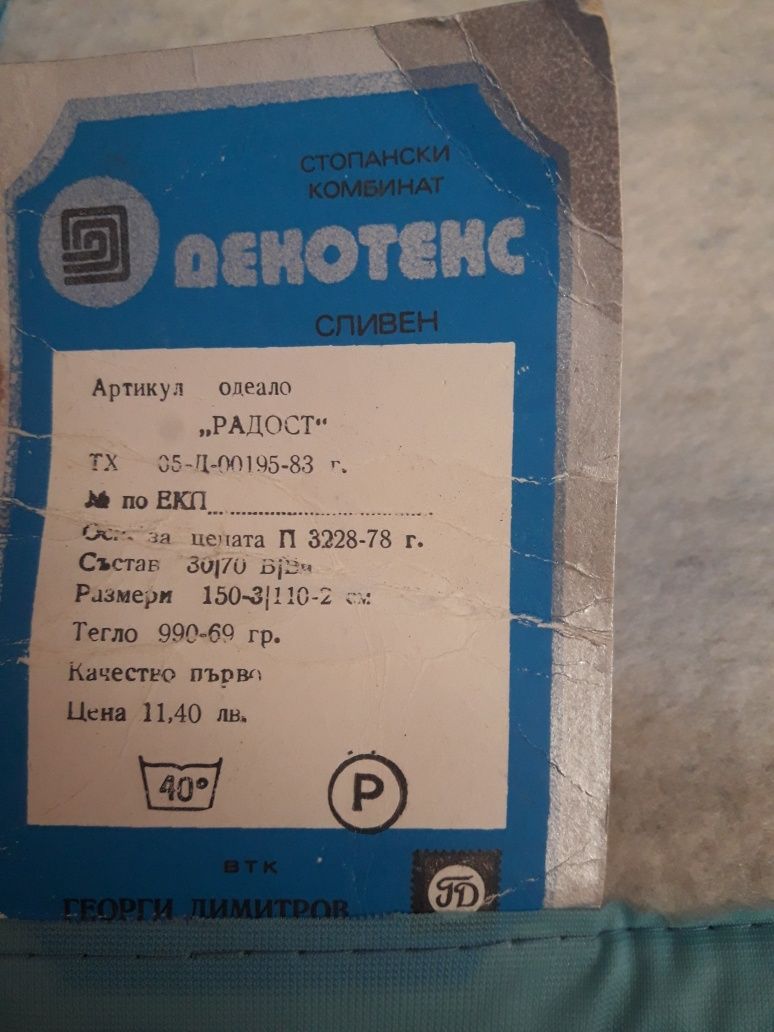 СТОПАНСКИ
КОМБИНАТ
ДЕКОТЕКС
СЛИВЕН
Артикул одеало
„РАДОСТ“
ТХ 05-Д-00195-83 г.
№ по ЕКП
за цената П 3228-78 г.
Състав 30|70
Размери 150-3|110-2 см
Тегло 990-69 гр.
Качество първо
Цена 11,40 лв.
40°
P
ВТК
ГЕОРГИ ДИМИТРОВ
ГД